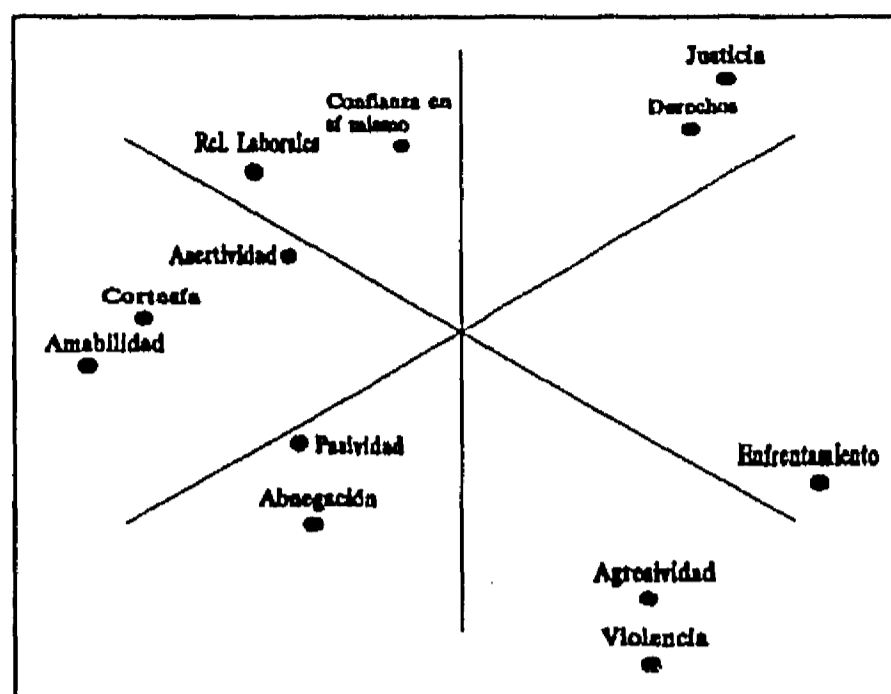 Justicia
Derechos
Confianza en
sí mismo
Rel. Laborales
Asertividad
Cortesía
Amabilidad
Pasividad
Enfrentamiento
Abnegación
Agresividad
Violencia